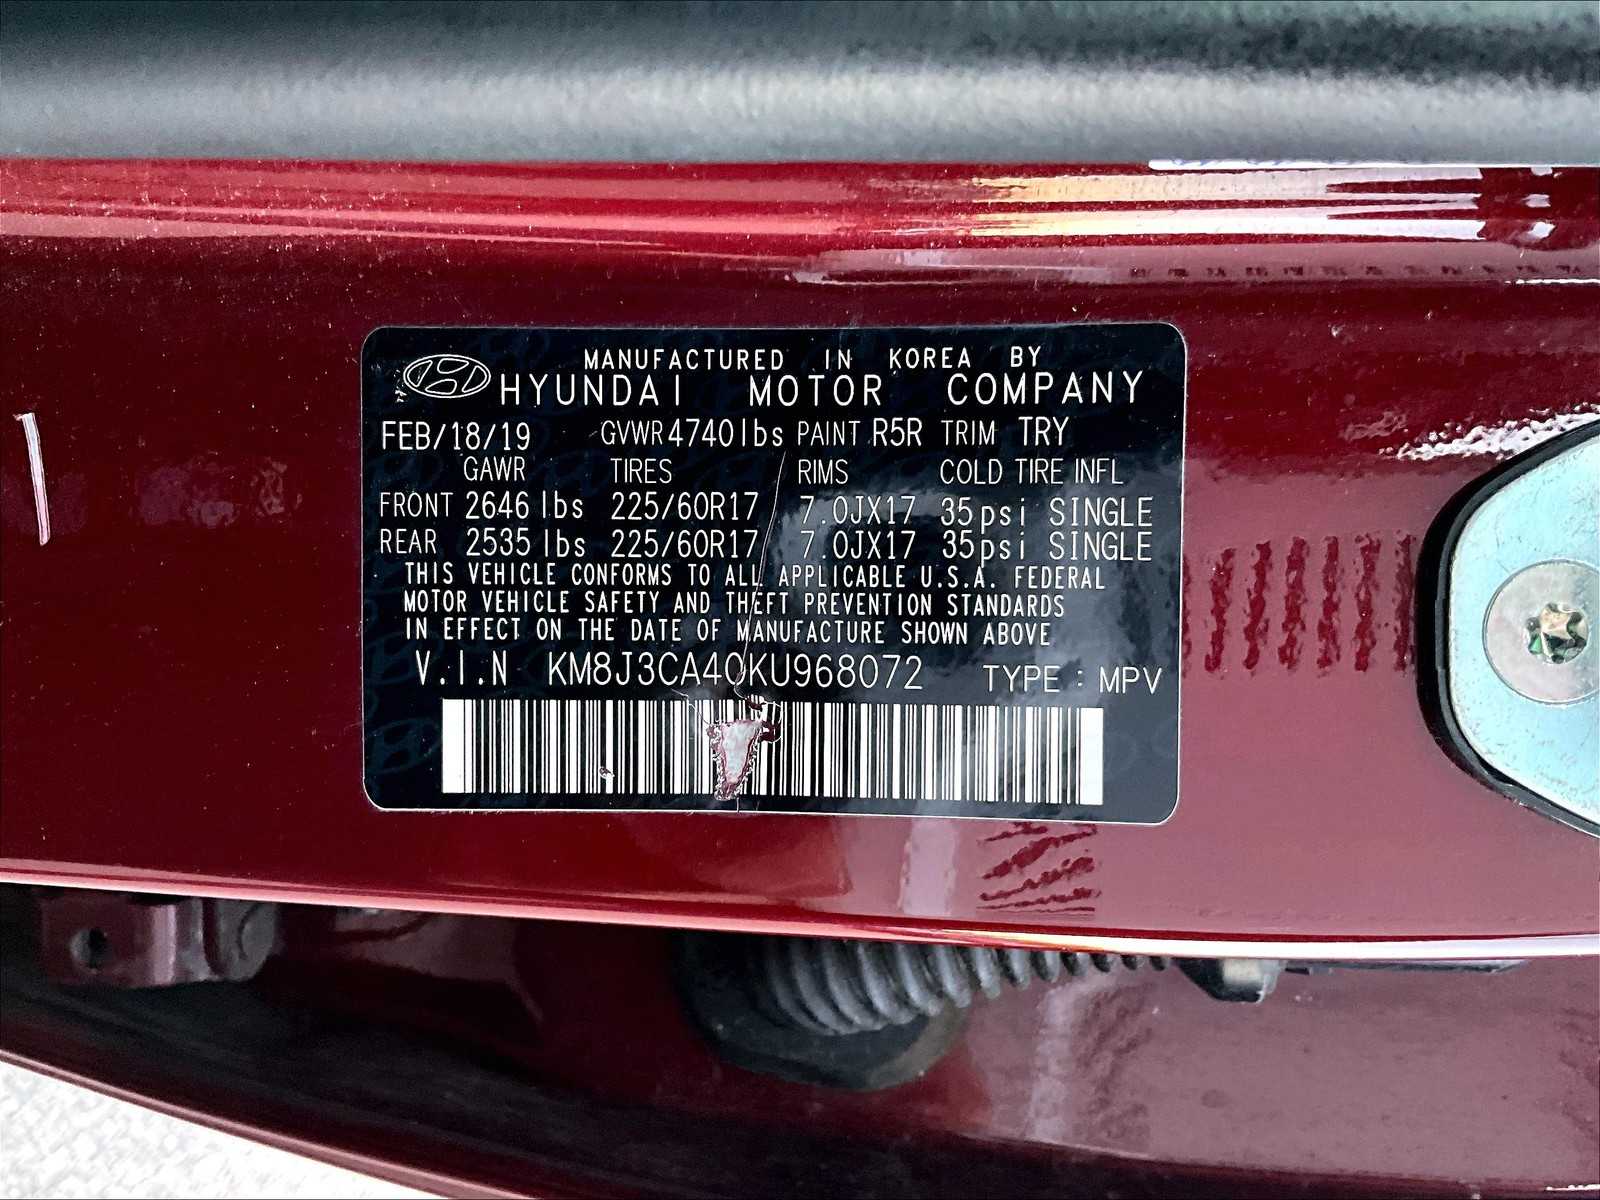 MANUFACTURED IN KOREA BY
HYUNDAI MOTOR COMPANY
FEB/18/19 GVWR 4740lbs PAINT R5R TRIM TRY
GAWR TIRES RIMS COLD TIRE INFL
FRONT 2646 lbs 225/60R17 7.0JX17 35psi SINGLE
REAR 2535 lbs 225/60R17 7.0JX17 35psi SINGLE
THIS VEHICLE CONFORMS TO ALL APPLICABLE U.S.A. FEDERAL
MOTOR VEHICLE SAFETY AND THEFT PREVENTION STANDARDS
IN EFFECT ON THE DATE OF MANUFACTURE SHOWN ABOVE
V.I.N KM8J3CA40KU968072 TYPE : MPV